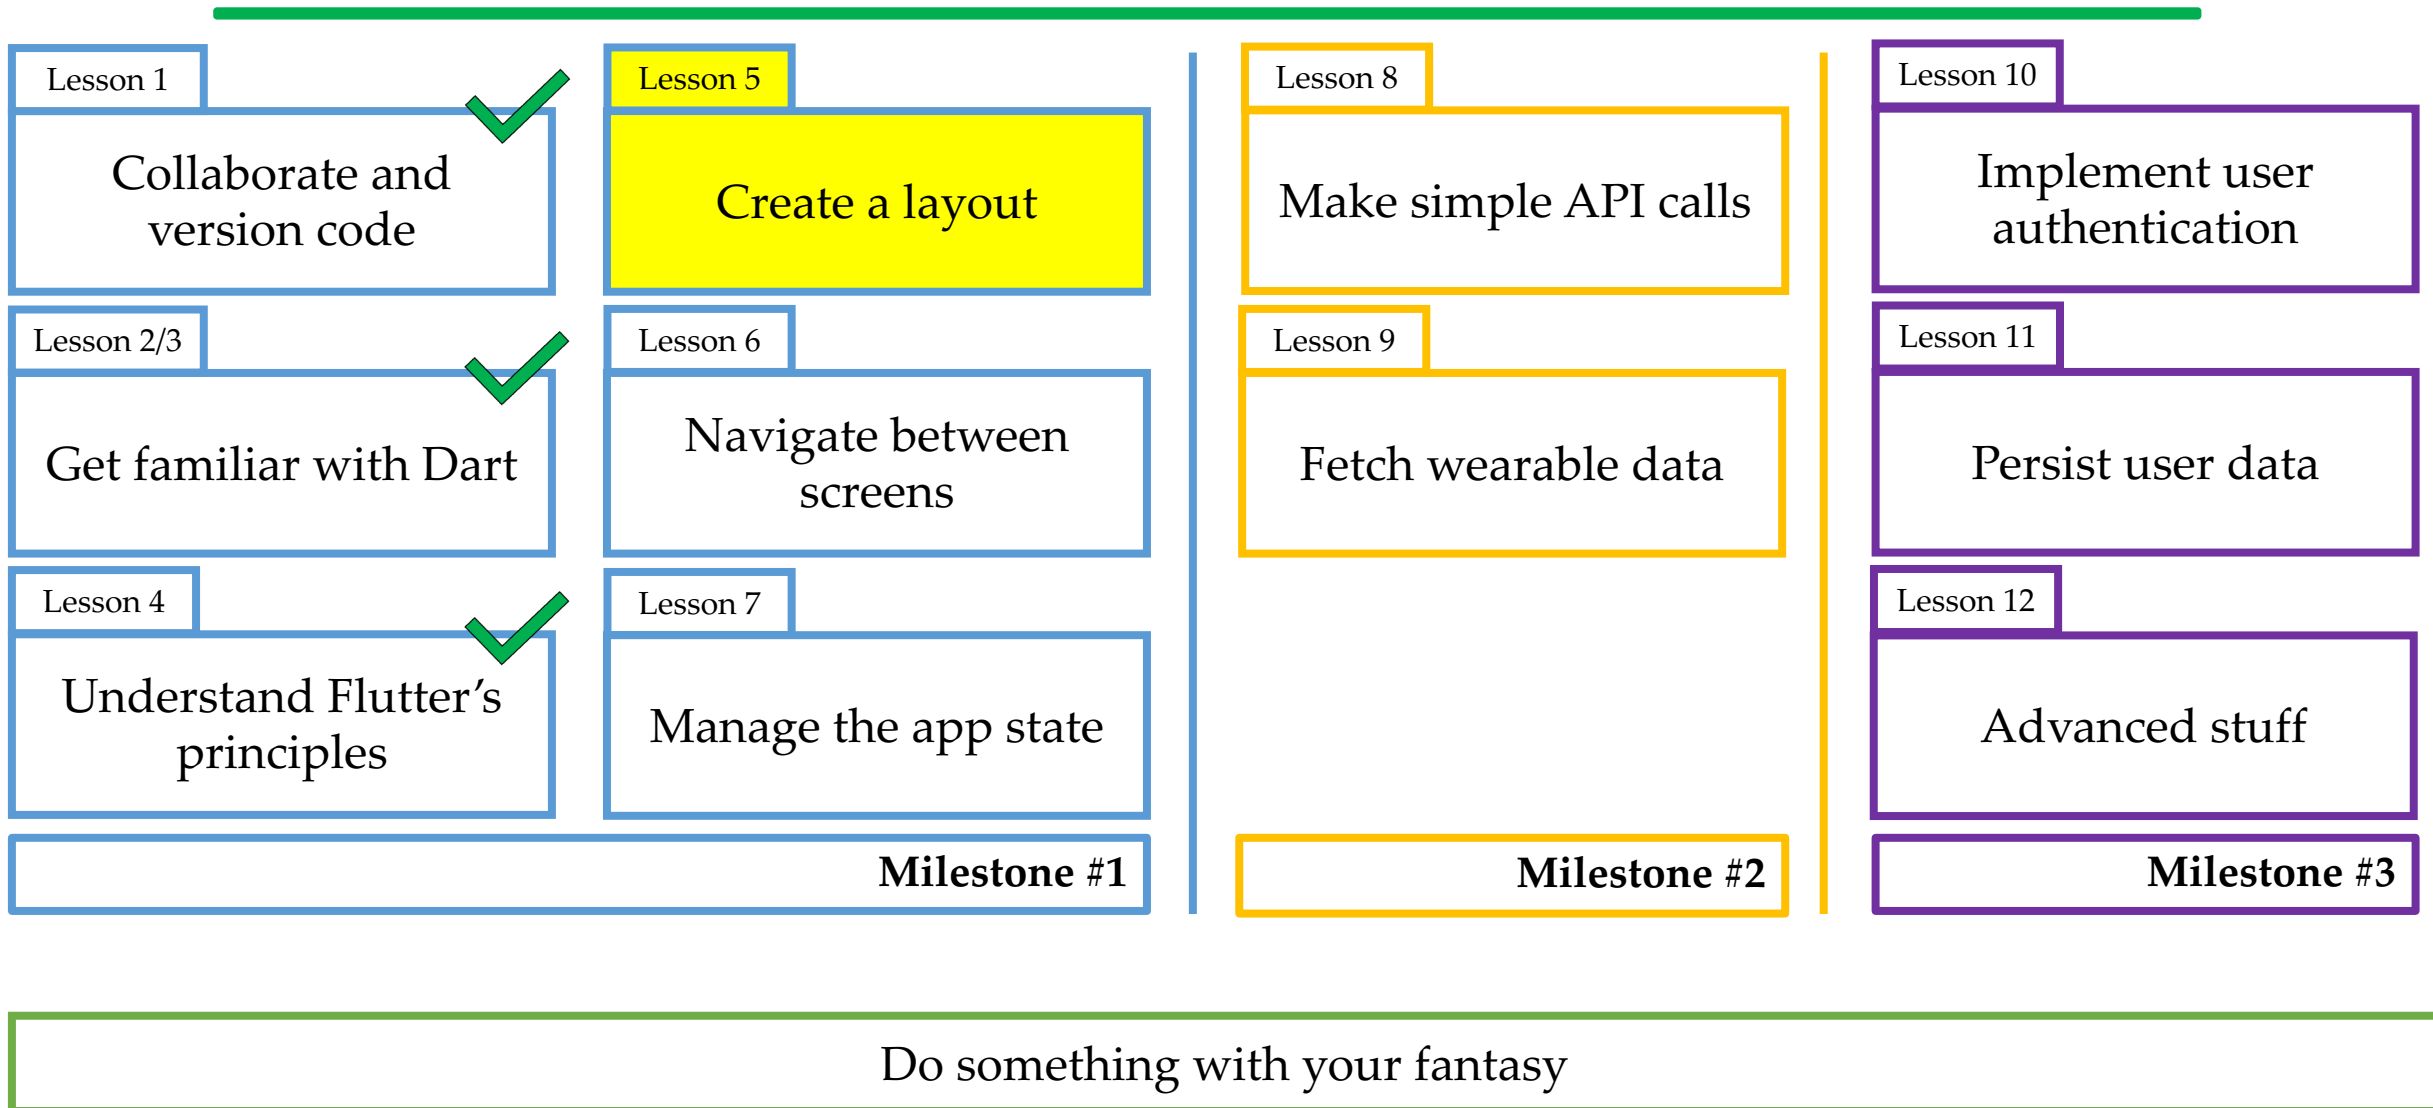 Lesson 1
Collaborate and
version code
Lesson 2/3
Get familiar with Dart
Lesson 4
Understand Flutter’s
principles
Lesson 5
Create a layout
Lesson 6
Navigate between
screens
Lesson 7
Manage the app state
Milestone #1
Lesson 8
Make simple API calls
Lesson 9
Fetch wearable data
Milestone #2
Lesson 10
Implement user
authentication
Lesson 11
Persist user data
Lesson 12
Advanced stuff
Milestone #3
Do something with your fantasy